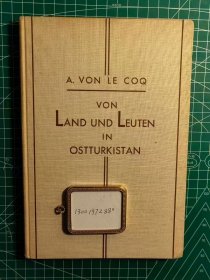 A. VON LE COQ
VON
LAND UND LEUTEN
IN
OSTTURKISTAN